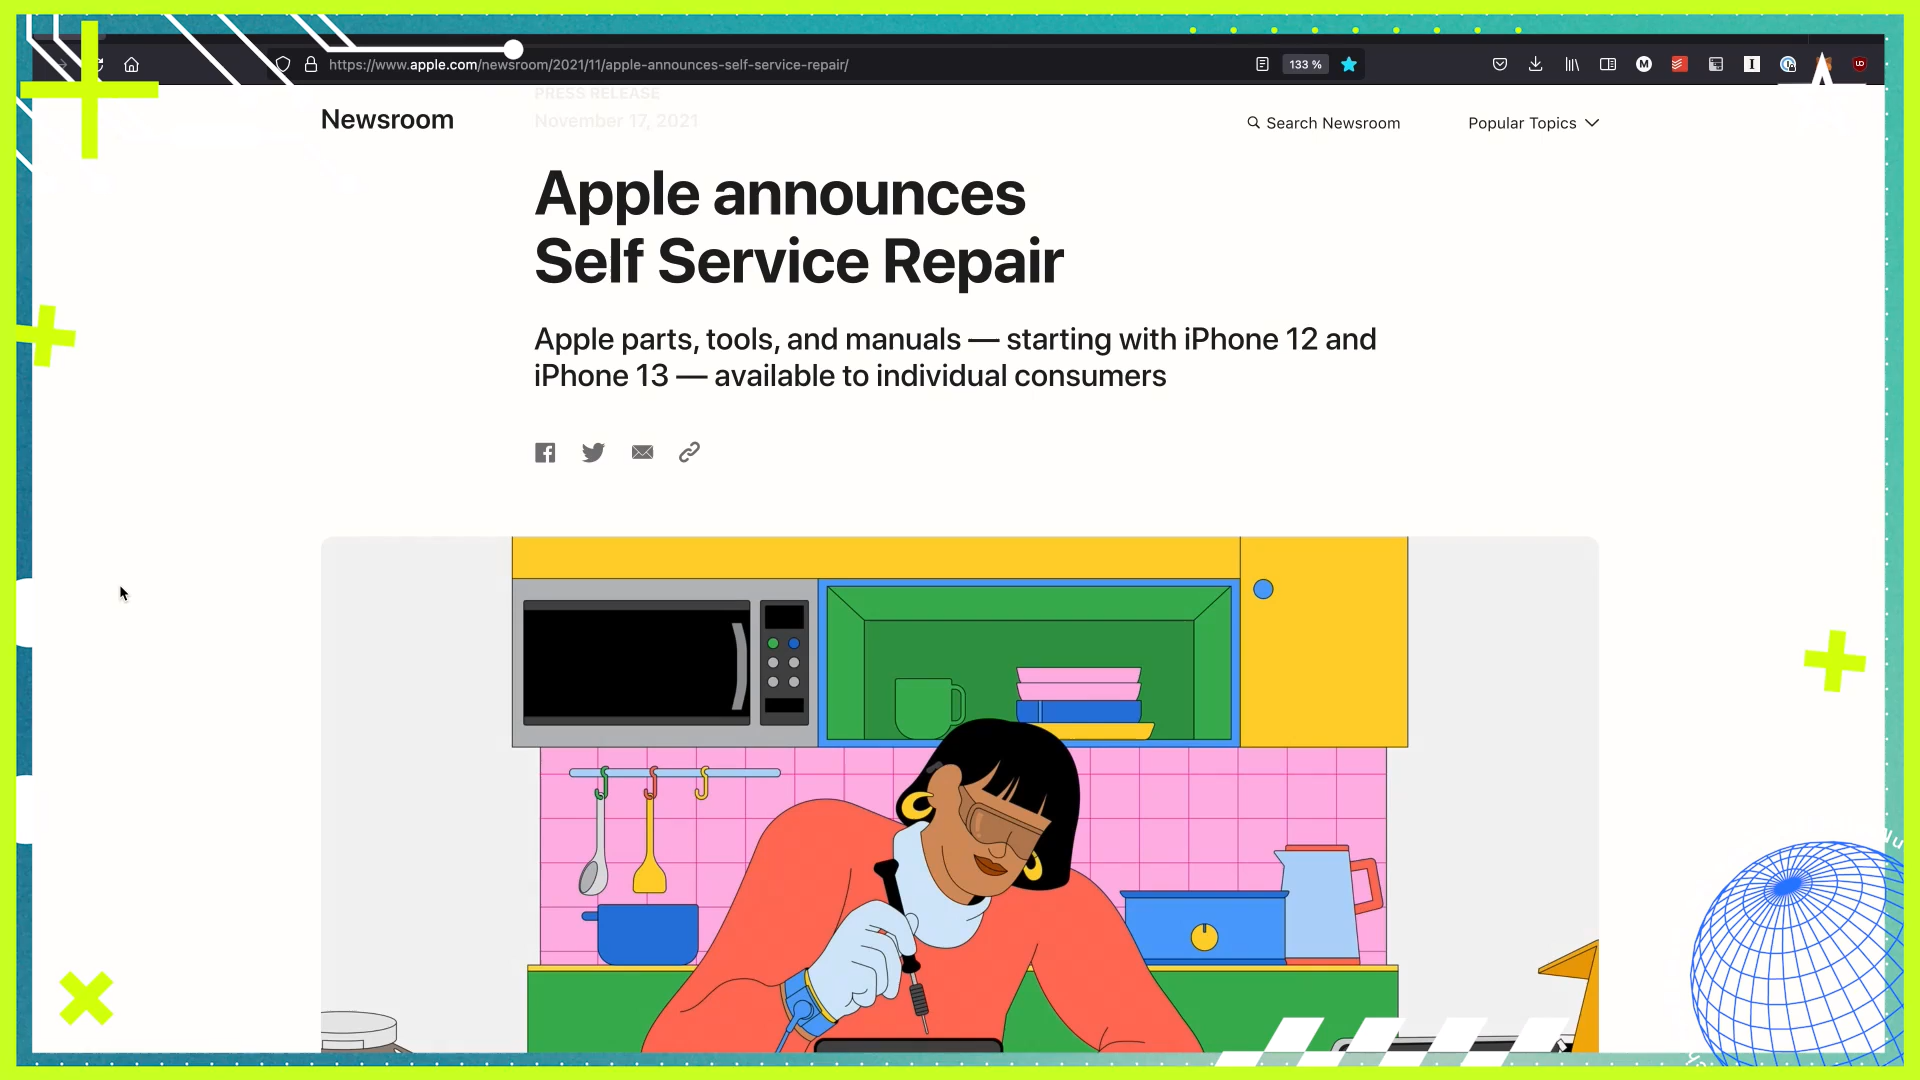 https://www.apple.com/newsroom/2021/11/apple-announces-self-service-repair/
133 %
PRESS RELEASE
Newsroom
November 17, 2021
Search Newsroom
Popular Topics
Apple announces
Self Service Repair
Apple parts, tools, and manuals — starting with iPhone 12 and
iPhone 13 — available to individual consumers